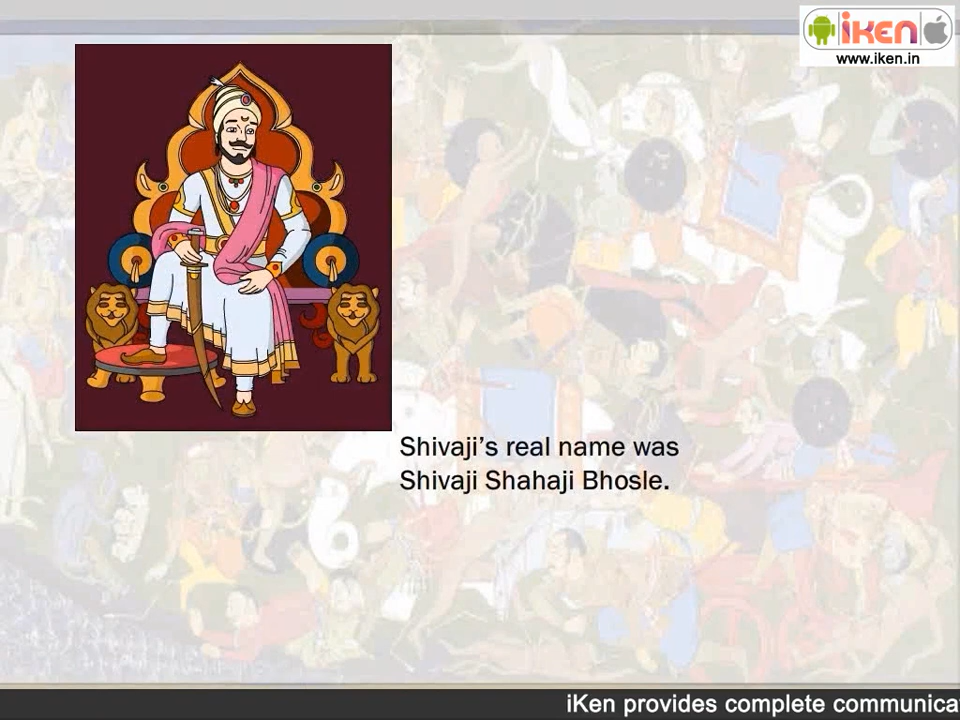 iKen
www.iken.in
Shivaji’s real name was
Shivaji Shahaji Bhosle.
iKen provides complete communica